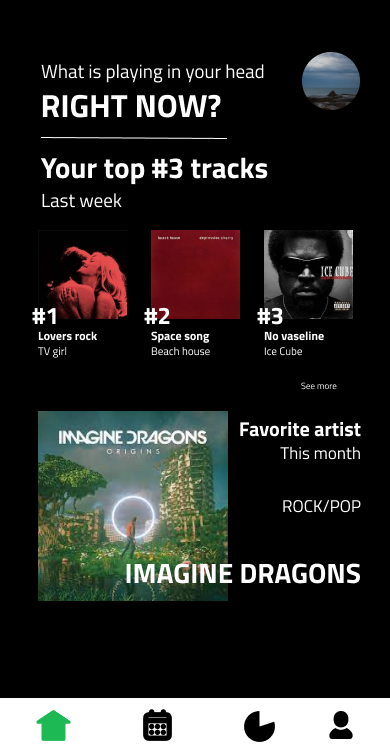 What is playing in your head
RIGHT NOW?
Your top #3 tracks
Last week
beach house
depression cherry
ICE CUBE
#1
#2
#3
Lovers rock
TV girl
Space song
Beach house
No vaseline
Ice Cube
See more
IMAGINE DRAGONS
ORIGINS
Favorite artist
This month
ROCK/POP
IMAGINE DRAGONS